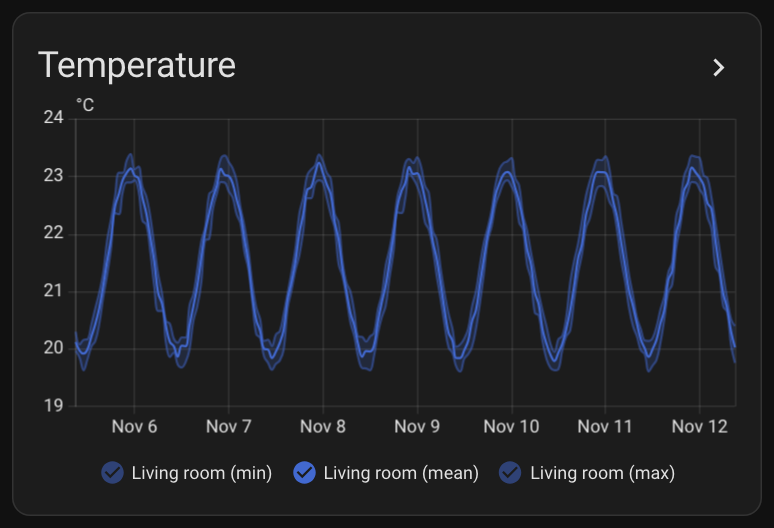 Temperature
°C
24
23
22
21
20
19
Nov 6 Nov 7 Nov 8 Nov 9 Nov 10 Nov 11 Nov 12
Living room (min) Living room (mean) Living room (max)